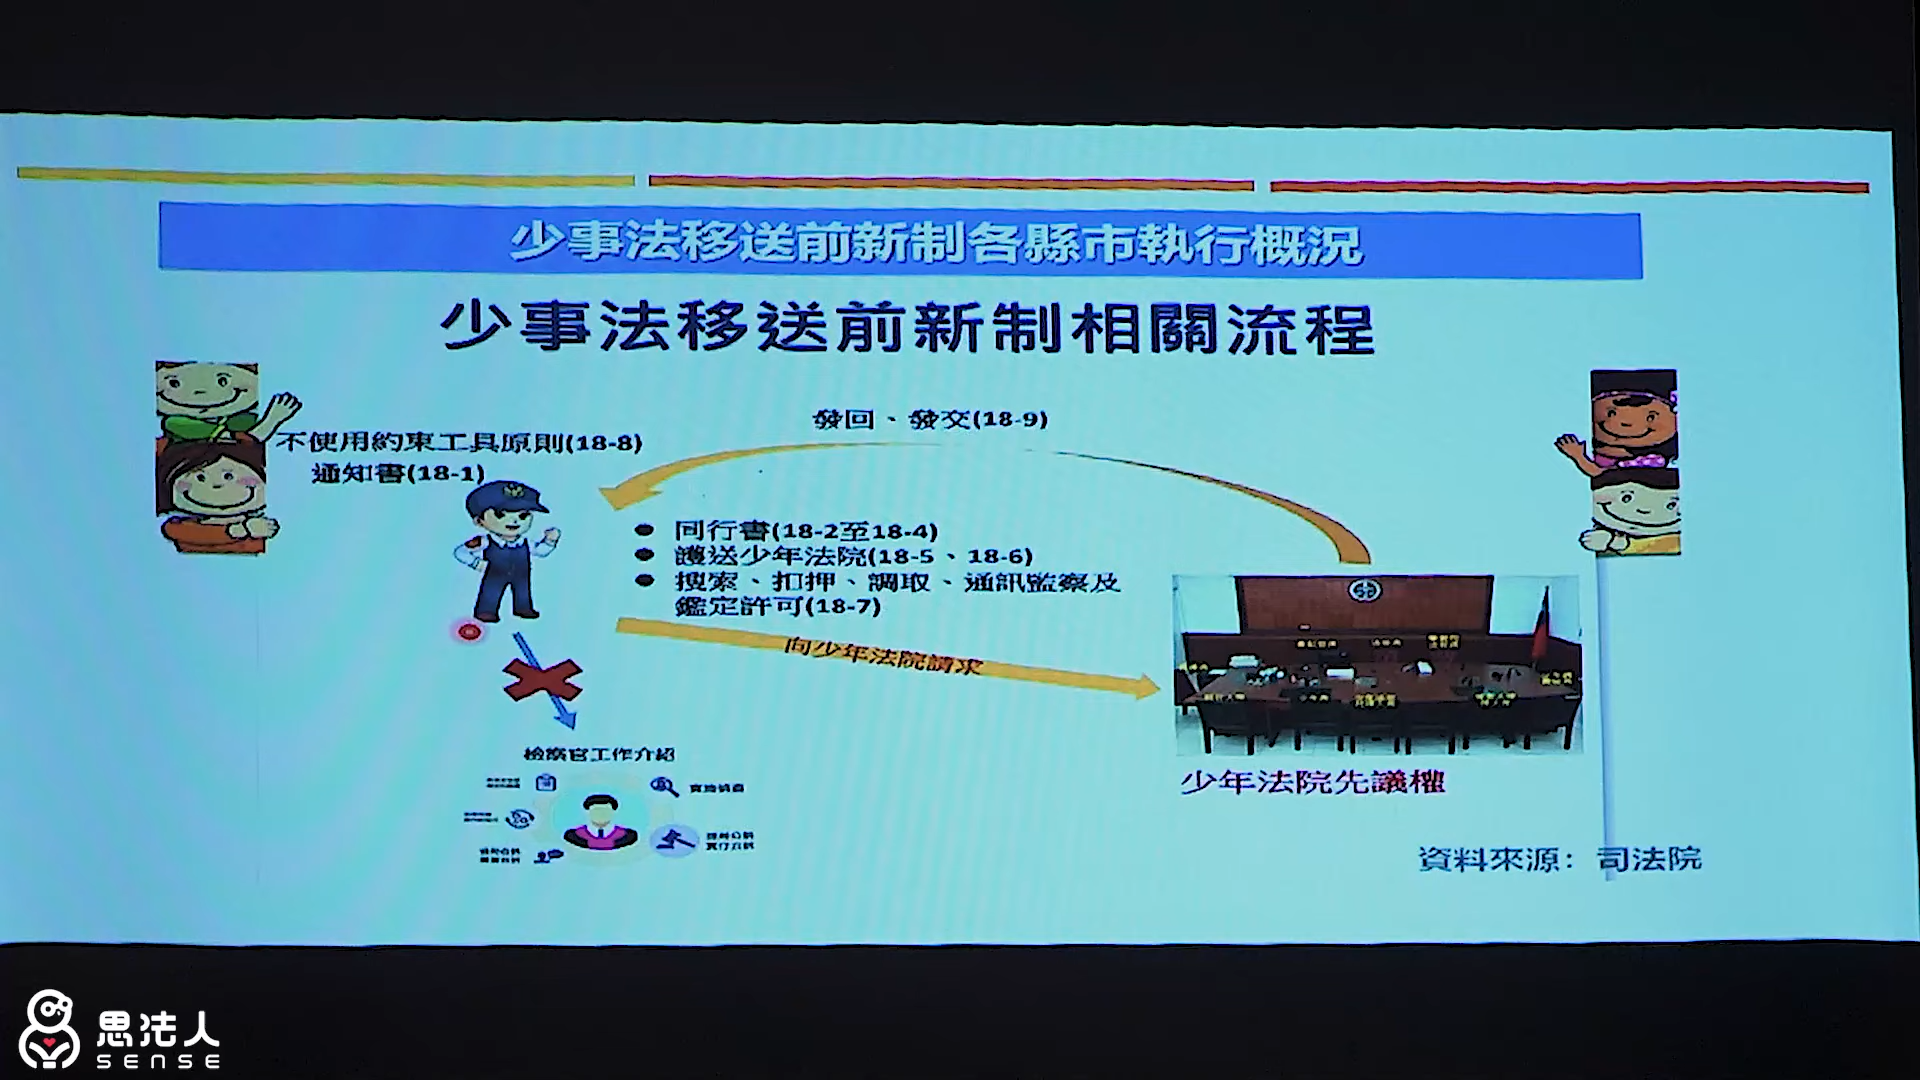 少事法移送前新制各縣市執行概況
少事法移送前新制相關流程
發回、發交(18-9)
不使用約束工具原則(18-8)
通知書(18-1)
同行書(18-2至18-4)
護送少年法院(18-5、18-6)
搜索、扣押、調取、通訊監察及
鑑定許可(18-7)
向少年法院請求
檢察官工作介紹
少年法院先議權
資料來源：司法院
思法人
SENSE